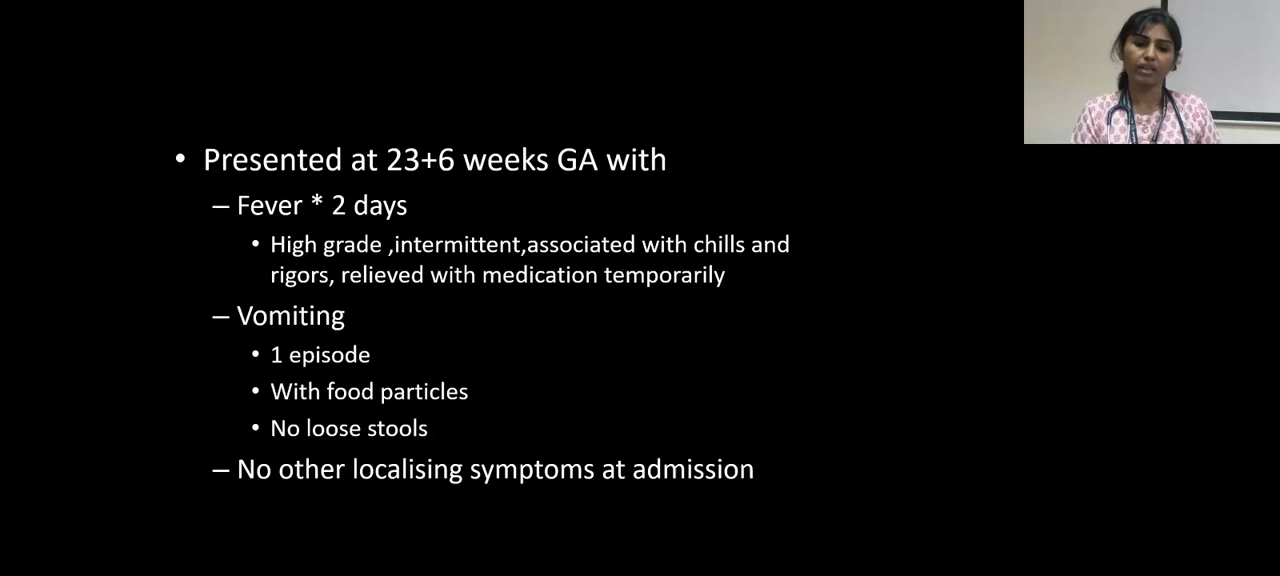 • Presented at 23+6 weeks GA with
– Fever * 2 days
• High grade ,intermittent,associated with chills and
rigors, relieved with medication temporarily
– Vomiting
• 1 episode
• With food particles
• No loose stools
– No other localising symptoms at admission